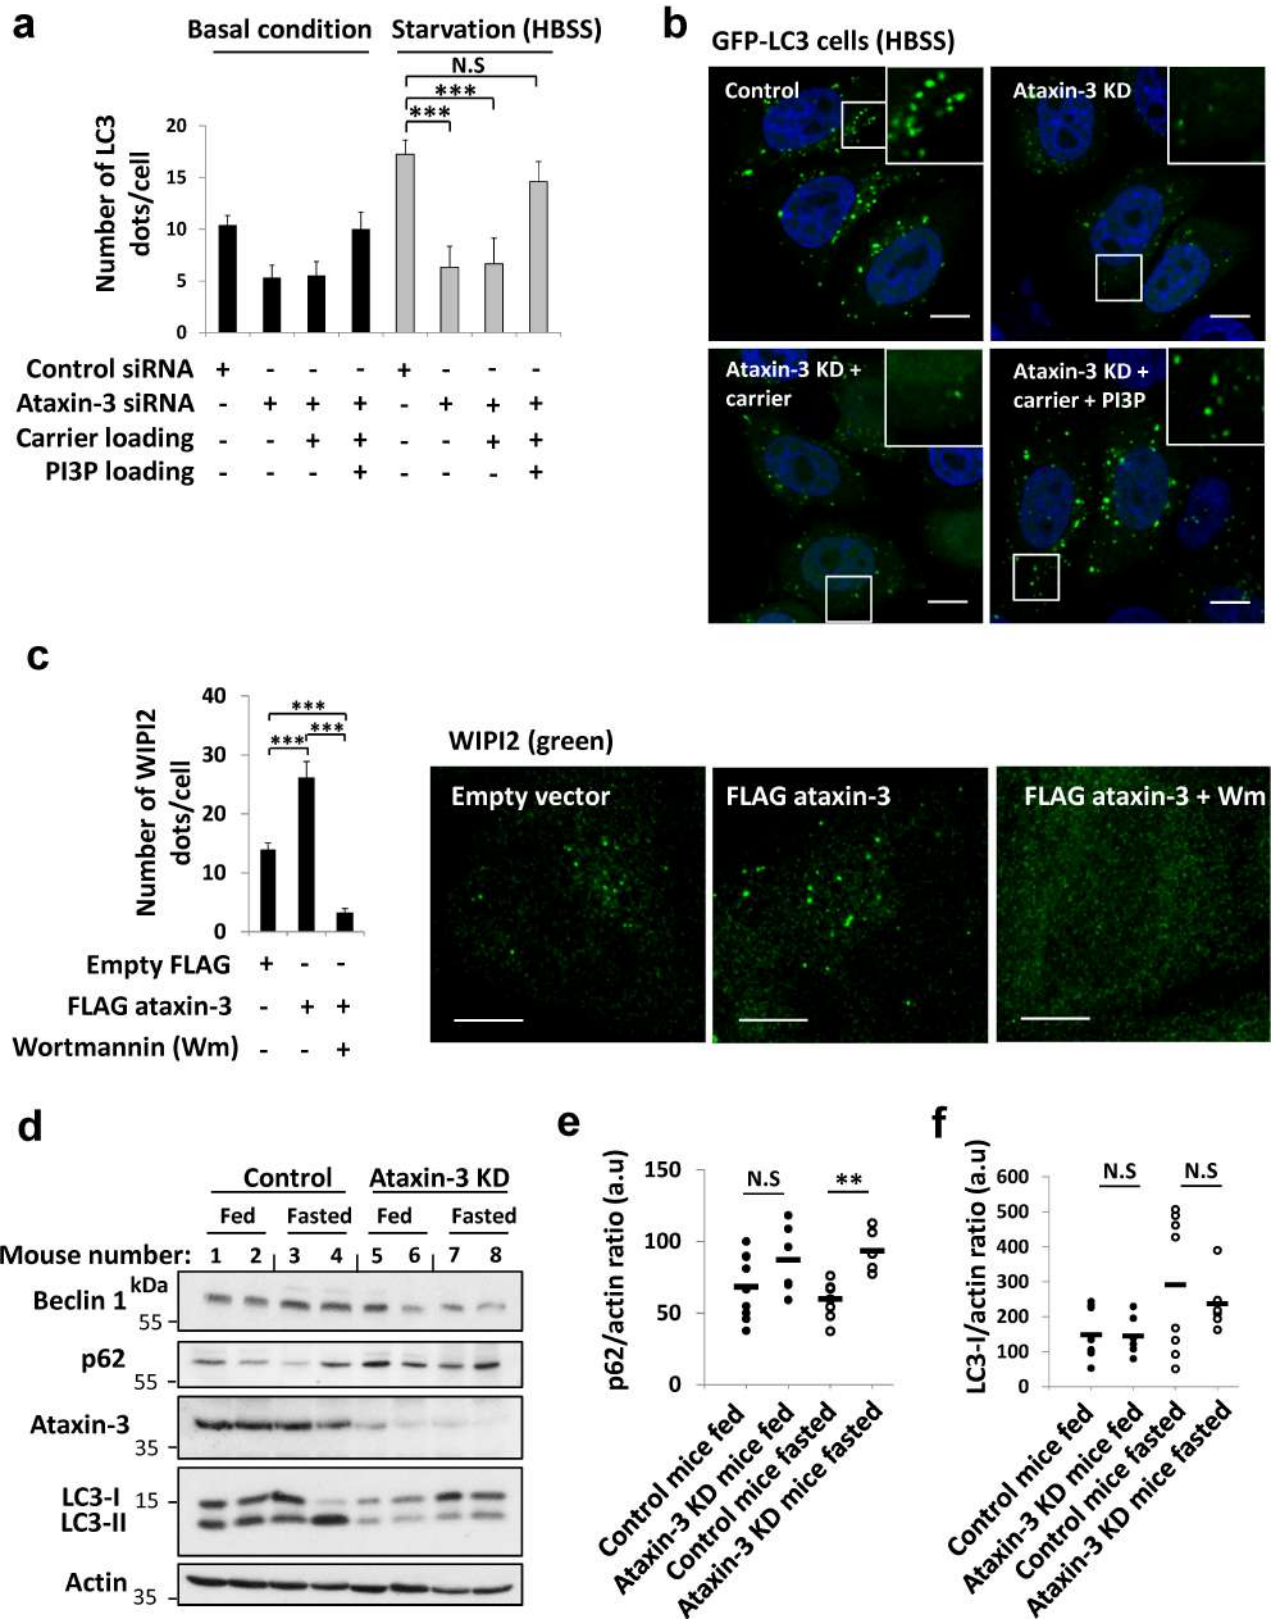 a
Basal condition
Starvation (HBSS)
N.S
***
***
20
15
10
5
0
Number of LC3
dots/cell
Control siRNA + - - - + - - -
Ataxin-3 siRNA - + + + - + + +
Carrier loading - - + + - - + +
PI3P loading - - - + - - - +
b
GFP-LC3 cells (HBSS)
Control
Ataxin-3 KD
Ataxin-3 KD +
carrier
Ataxin-3 KD +
carrier + PI3P
c
Number of WIPI2
dots/cell
40
30
20
10
0
***
***
***
Empty FLAG + - -
FLAG ataxin-3 - + +
Wortmannin (Wm) - - +
WIPI2 (green)
Empty vector
FLAG ataxin-3
FLAG ataxin-3 + Wm
d
Control Ataxin-3 KD
Fed Fasted Fed Fasted
Mouse number: 1 2 3 4 5 6 7 8
kDa
Beclin 1
55
p62
55
Ataxin-3
35
LC3-I 15
LC3-II
Actin
35
e
p62/actin ratio (a.u)
150
100
50
0
N.S
**
Control mice fed
Ataxin-3 KD mice fed
Control mice fasted
Ataxin-3 KD mice fasted
f
LC3-I/actin ratio (a.u)
600
500
400
300
200
100
0
N.S
N.S
Control mice fed
Ataxin-3 KD mice fed
Control mice fasted
Ataxin-3 KD mice fasted